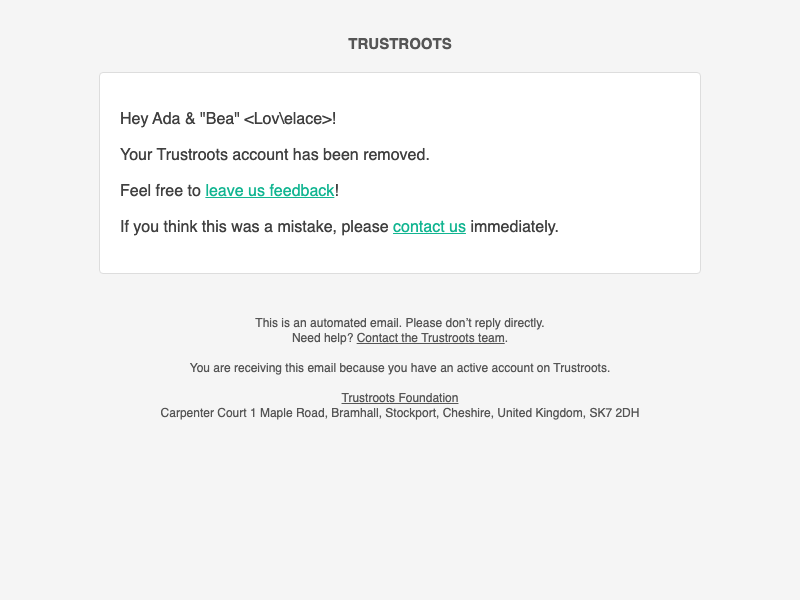 TRUSTROOTS
Hey Ada & "Bea" <Lov\elace>!
Your Trustroots account has been removed.
Feel free to leave us feedback!
If you think this was a mistake, please contact us immediately.
This is an automated email. Please don’t reply directly.
Need help? Contact the Trustroots team.
You are receiving this email because you have an active account on Trustroots.
Trustroots Foundation
Carpenter Court 1 Maple Road, Bramhall, Stockport, Cheshire, United Kingdom, SK7 2DH